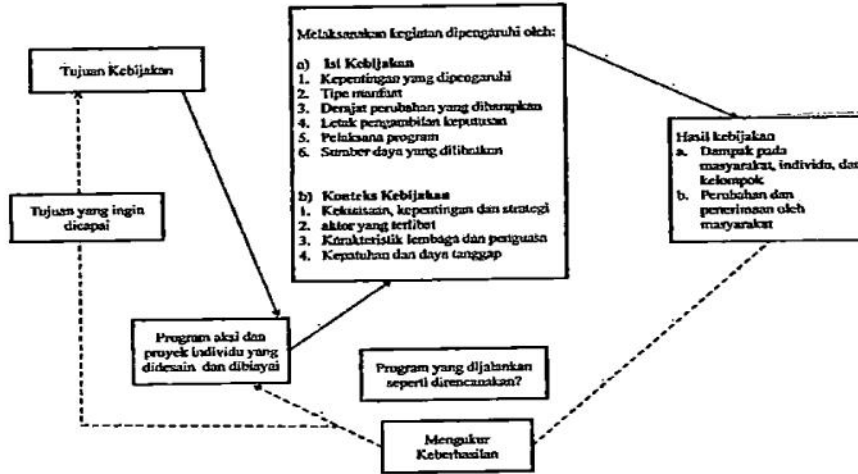 Tujuan Kebijakan
Tujuan yang ingin
dicapai
Program aksi dan
proyek individu yang
didesain dan dibiayai
Melaksanakan kegiatan dipengaruhi oleh:
a) Isi Kebijakan
1. Kepentingan yang dipengaruhi
2. Tipe manfaat
3. Derajat perubahan yang diharapkan
4. Letak pengambilan keputusan
5. Pelaksana program
6. Sumber daya yang dilibatkan
b) Konteks Kebijakan
1. Kekuasaan, kepentingan dan strategi
2. aktor yang terlibat
3. Karakteristik lembaga dan penguasa
4. Kepatuhan dan daya tanggap
Hasil kebijakan
a. Dampak pada
masyarakat, individu, dan
kelompok
b. Perubahan dan
penerimaan oleh
masyarakat
Program yang dijalankan
seperti direncanakan?
Mengukur
Keberhasilan